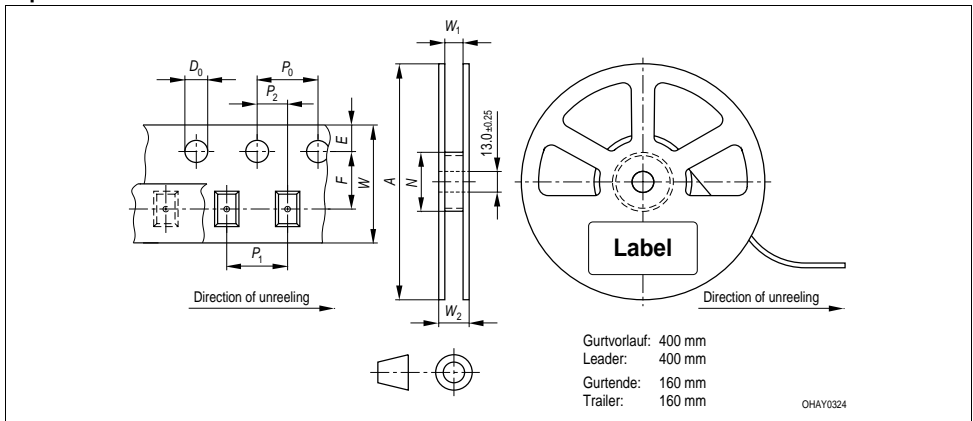 W1
D0
P0
P2
E
F
W
A
N
13.0±0.25
P1
W2
Label
Direction of unreeling
Direction of unreeling
Gurtvorlauf: 400 mm
Leader: 400 mm
Gurtende: 160 mm
Trailer: 160 mm
OHAY0324